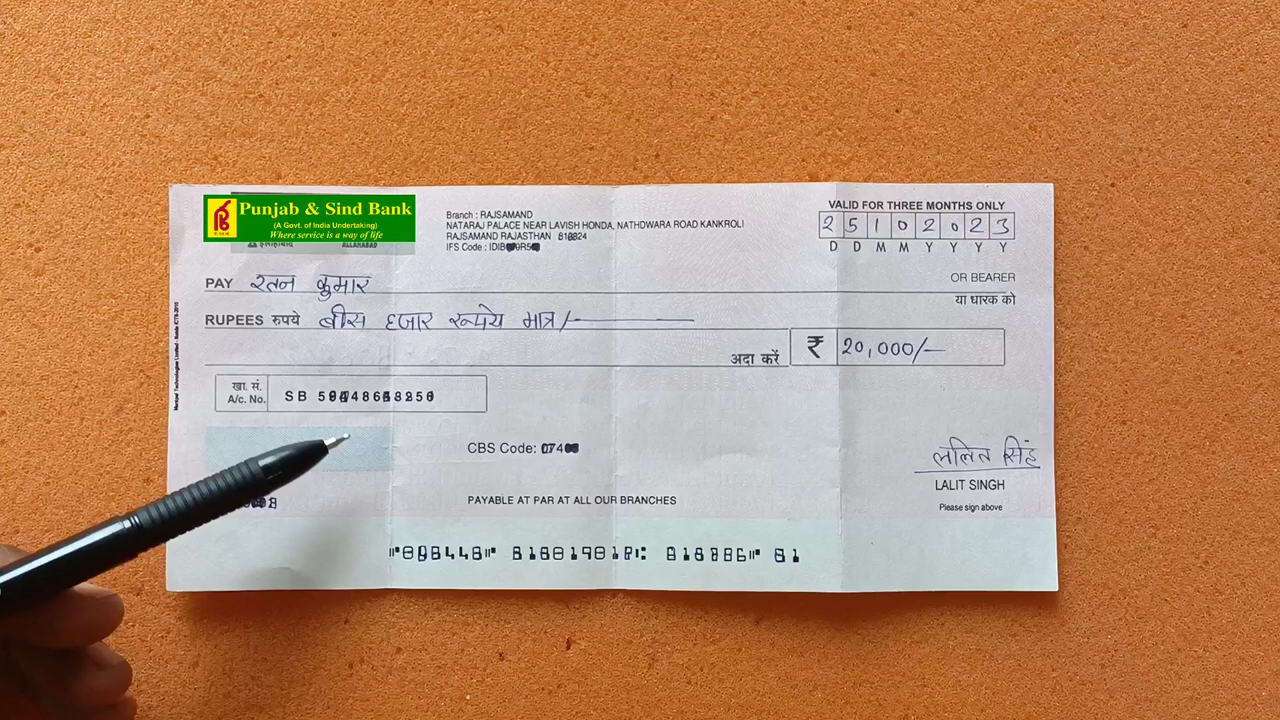 Punjab & Sind Bank
(A Govt. of India Undertaking)
Where service is a way of life
इलाहाबाद ALLAHABAD
Branch : RAJSAMAND
NATARAJ PALACE NEAR LAVISH HONDA, NATHDWARA ROAD KANKROLI
RAJSAMAND RAJASTHAN
IFS Code :
VALID FOR THREE MONTHS ONLY
2 5 1 0 2 0 2 3
D D M M Y Y Y Y
PAY रतन कुमार
OR BEARER
या धारक को
RUPEES रुपये बीस हजार रूपये मात्र/-
अदा करें ₹ 20,000/-
खा. सं.
A/c. No. SB
CBS Code:
ललित सिंह
LALIT SINGH
Please sign above
PAYABLE AT PAR AT ALL OUR BRANCHES